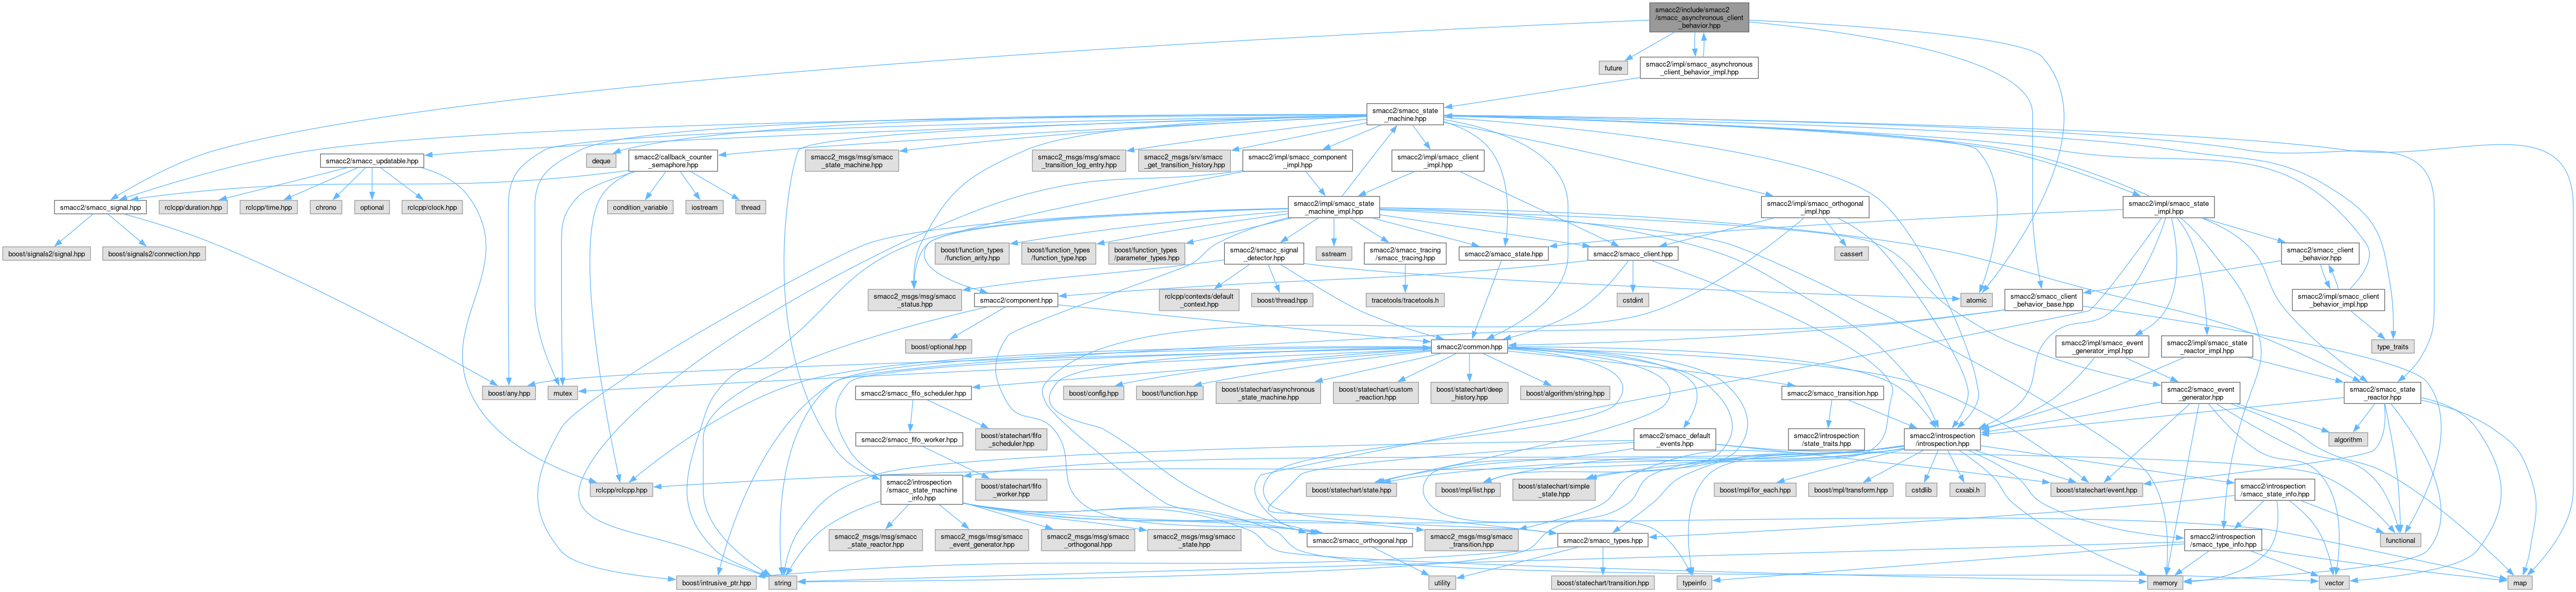 smacc2/include/smacc2
/smacc_asynchronous_client
_behavior.hpp
future
smacc2/impl/smacc_asynchronous
_client_behavior_impl.hpp
smacc2/smacc_state
_machine.hpp
smacc2/smacc_updatable.hpp
deque
smacc2/callback_counter
_semaphore.hpp
smacc2_msgs/msg/smacc
_state_machine.hpp
smacc2_msgs/msg/smacc
_transition_log_entry.hpp
smacc2_msgs/srv/smacc
_get_transition_history.hpp
smacc2/impl/smacc_component
_impl.hpp
smacc2/impl/smacc_client
_impl.hpp
smacc2/smacc_signal.hpp
rclcpp/duration.hpp
rclcpp/time.hpp
chrono
optional
rclcpp/clock.hpp
condition_variable
iostream
thread
smacc2/impl/smacc_state
_machine_impl.hpp
smacc2/impl/smacc_orthogonal
_impl.hpp
smacc2/impl/smacc_state
_impl.hpp
boost/signals2/signal.hpp
boost/signals2/connection.hpp
boost/function_types
/function_arity.hpp
boost/function_types
/function_type.hpp
boost/function_types
/parameter_types.hpp
smacc2/smacc_signal
_detector.hpp
sstream
smacc2/smacc_tracing
/smacc_tracing.hpp
smacc2/smacc_state.hpp
smacc2/smacc_client.hpp
cassert
smacc2/smacc_client
_behavior.hpp
smacc2_msgs/msg/smacc
_status.hpp
smacc2/component.hpp
rclcpp/contexts/default
_context.hpp
boost/thread.hpp
tracetools/tracetools.h
cstdint
atomic
smacc2/smacc_client
_behavior_base.hpp
smacc2/impl/smacc_client
_behavior_impl.hpp
boost/optional.hpp
smacc2/common.hpp
smacc2/impl/smacc_event
_generator_impl.hpp
smacc2/impl/smacc_state
_reactor_impl.hpp
type_traits
boost/any.hpp
mutex
smacc2/smacc_fifo_scheduler.hpp
boost/config.hpp
boost/function.hpp
boost/statechart/asynchronous
_state_machine.hpp
boost/statechart/custom
_reaction.hpp
boost/statechart/deep
_history.hpp
boost/algorithm/string.hpp
smacc2/smacc_transition.hpp
smacc2/smacc_event
_generator.hpp
smacc2/smacc_state
_reactor.hpp
smacc2/smacc_fifo_worker.hpp
boost/statechart/fifo
_scheduler.hpp
smacc2/smacc_default
_events.hpp
smacc2/introspection
/state_traits.hpp
smacc2/introspection
/introspection.hpp
algorithm
rclcpp/rclcpp.hpp
smacc2/introspection
/smacc_state_machine
_info.hpp
boost/statechart/fifo
_worker.hpp
boost/statechart/state.hpp
boost/mpl/list.hpp
boost/statechart/simple
_state.hpp
boost/mpl/for_each.hpp
boost/mpl/transform.hpp
cstdlib
cxxabi.h
boost/statechart/event.hpp
smacc2/introspection
/smacc_state_info.hpp
smacc2_msgs/msg/smacc
_state_reactor.hpp
smacc2_msgs/msg/smacc
_event_generator.hpp
smacc2_msgs/msg/smacc
_orthogonal.hpp
smacc2_msgs/msg/smacc
_state.hpp
smacc2/smacc_orthogonal.hpp
smacc2_msgs/msg/smacc
_transition.hpp
smacc2/smacc_types.hpp
smacc2/introspection
/smacc_type_info.hpp
functional
boost/intrusive_ptr.hpp
string
utility
boost/statechart/transition.hpp
typeinfo
memory
vector
map